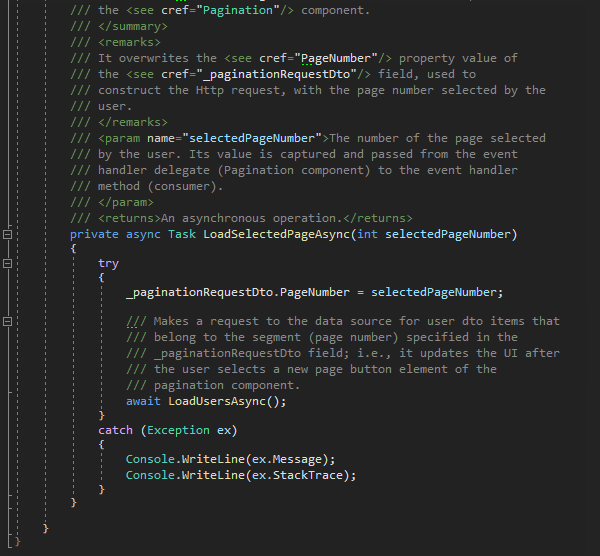 /// the <see cref="Pagination"/> component.
/// </summary>
/// <remarks>
/// It overwrites the <see cref="PageNumber"/> property value of
/// the <see cref="_paginationRequestDto"/> field, used to
/// construct the Http request, with the page number selected by the
/// user.
/// </remarks>
/// <param name="selectedPageNumber">The number of the page selected
/// by the user. Its value is captured and passed from the event
/// handler delegate (Pagination component) to the event handler
/// method (consumer).
/// </param>
/// <returns>An asynchronous operation.</returns>
private async Task LoadSelectedPageAsync(int selectedPageNumber)
{
try
{
_paginationRequestDto.PageNumber = selectedPageNumber;
/// Makes a request to the data source for user dto items that
/// belong to the segment (page number) specified in the
/// _paginationRequestDto field; i.e., it updates the UI after
/// the user selects a new page button element of the
/// pagination component.
await LoadUsersAsync();
}
catch (Exception ex)
{
Console.WriteLine(ex.Message);
Console.WriteLine(ex.StackTrace);
}
}
}
}